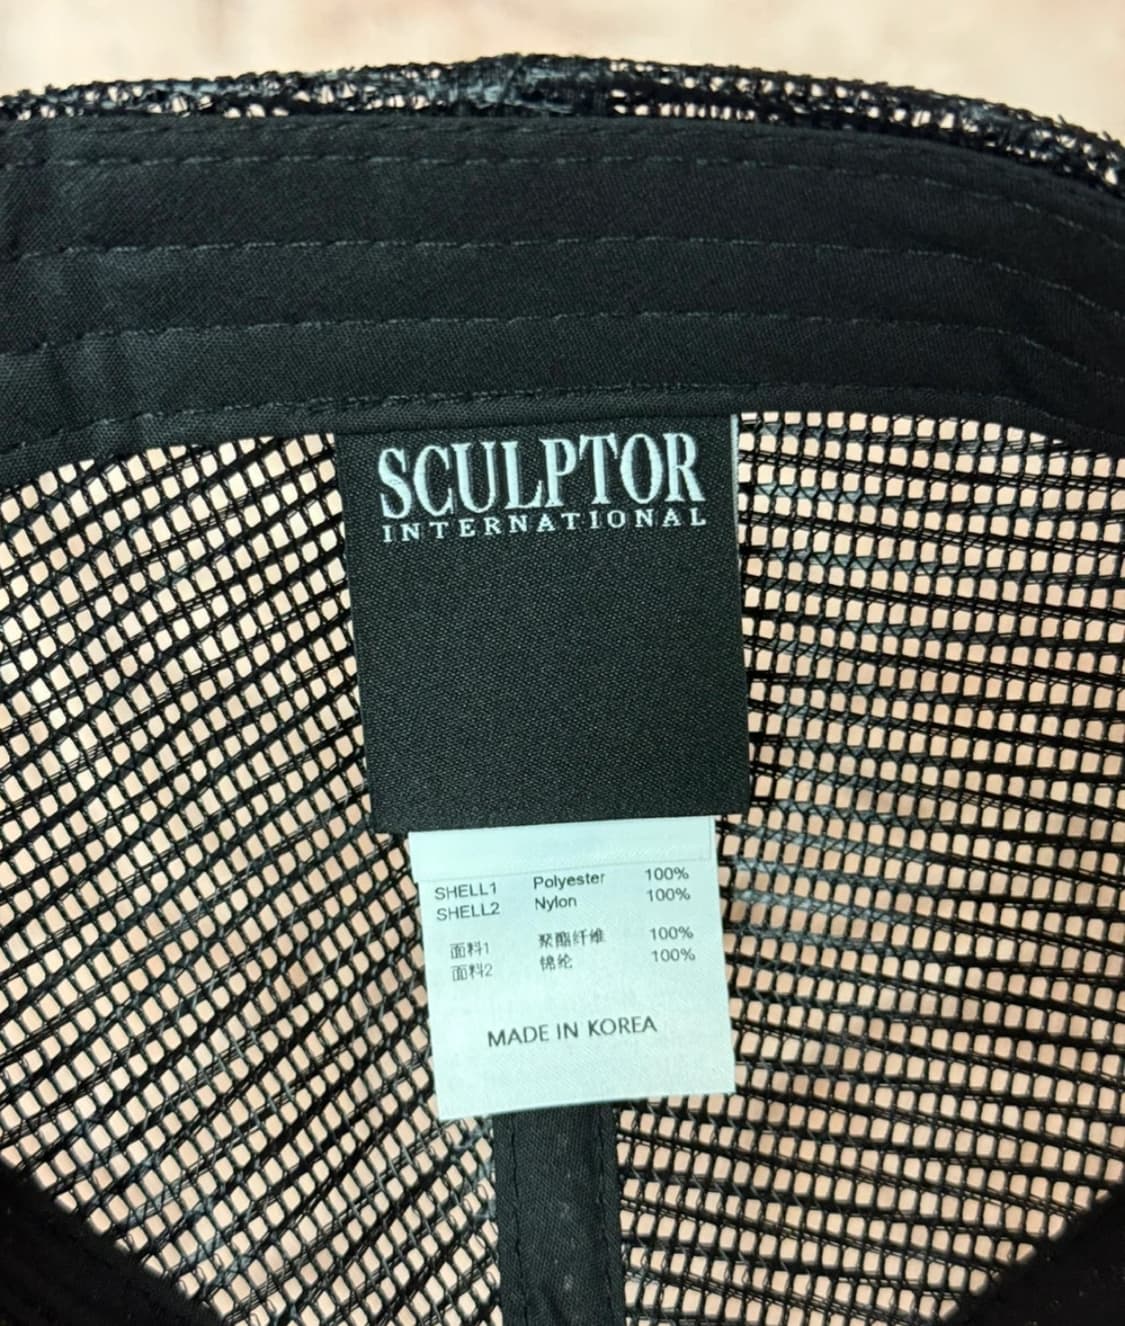 SCULPTOR
INTERNATIONAL
SHELL1 Polyester 100%
SHELL2 Nylon 100%
面料1 聚酯纤维 100%
面料2 锦纶 100%
MADE IN KOREA